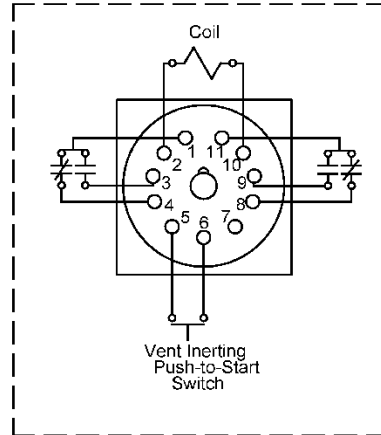 Coil
1 11
2 10
3 9
4 8
5 6 7
Vent Inerting
Push-to-Start
Switch